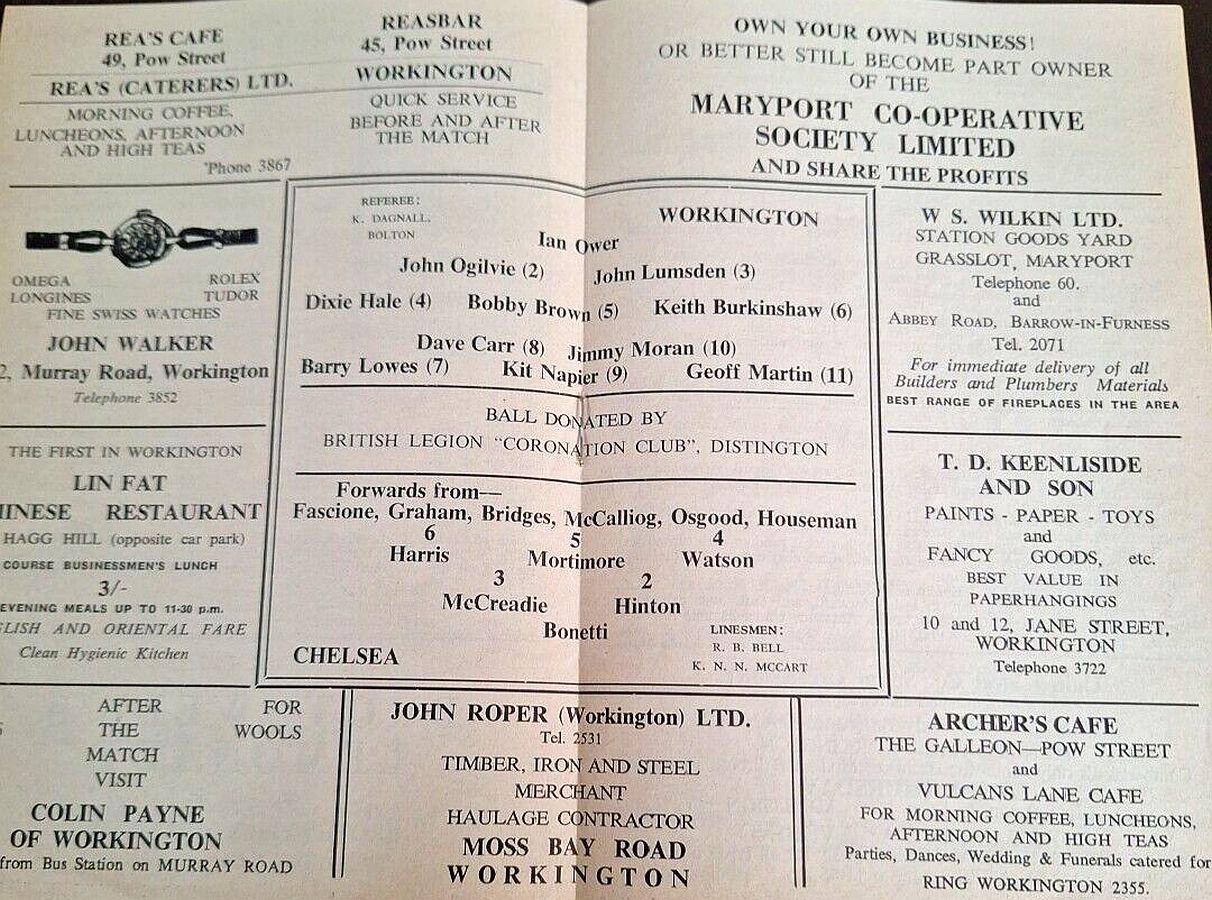 REA'S CAFE
49, Pow Street
REA'S (CATERERS) LTD.
MORNING COFFEE,
LUNCHEONS, AFTERNOON
AND HIGH TEAS
'Phone 3867
REASBAR
45, Pow Street
WORKINGTON
QUICK SERVICE
BEFORE AND AFTER
THE MATCH
OWN YOUR OWN BUSINESS!
OR BETTER STILL BECOME PART OWNER
OF THE
MARYPORT CO-OPERATIVE
SOCIETY LIMITED
AND SHARE THE PROFITS
OMEGA ROLEX
LONGINES TUDOR
FINE SWISS WATCHES
JOHN WALKER
2, Murray Road, Workington
Telephone 3852
THE FIRST IN WORKINGTON
LIN FAT
INESE RESTAURANT
HAGG HILL (opposite car park)
COURSE BUSINESSMEN'S LUNCH
3/-
EVENING MEALS UP TO 11-30 p.m.
LISH AND ORIENTAL FARE
Clean Hygienic Kitchen
REFEREE:
K. DAGNALL,
BOLTON
WORKINGTON
Ian Ower
John Ogilvie (2) John Lumsden (3)
Dixie Hale (4) Bobby Brown (5) Keith Burkinshaw (6)
Dave Carr (8) Jimmy Moran (10)
Barry Lowes (7) Kit Napier (9) Geoff Martin (11)
BALL DONATED BY
BRITISH LEGION "CORONATION CLUB", DISTINGTON
Forwards from—
Fascione, Graham, Bridges, McCalliog, Osgood, Houseman
6 5 4
Harris Mortimore Watson
3 2
McCreadie Hinton
Bonetti
CHELSEA
LINESMEN:
R. B. BELL
K. N. N. MCCART
W S. WILKIN LTD.
STATION GOODS YARD
GRASSLOT, MARYPORT
Telephone 60.
and
ABBEY ROAD, BARROW-IN-FURNESS
Tel. 2071
For immediate delivery of all
Builders and Plumbers Materials
BEST RANGE OF FIREPLACES IN THE AREA
T. D. KEENLISIDE
AND SON
PAINTS - PAPER - TOYS
and
FANCY GOODS, etc.
BEST VALUE IN
PAPERHANGINGS
10 and 12, JANE STREET,
WORKINGTON
Telephone 3722
AFTER FOR
THE WOOLS
MATCH
VISIT
COLIN PAYNE
OF WORKINGTON
from Bus Station on MURRAY ROAD
JOHN ROPER (Workington) LTD.
Tel. 2531
TIMBER, IRON AND STEEL
MERCHANT
HAULAGE CONTRACTOR
MOSS BAY ROAD
WORKINGTON
ARCHER'S CAFE
THE GALLEON—POW STREET
and
VULCANS LANE CAFE
FOR MORNING COFFEE, LUNCHEONS,
AFTERNOON AND HIGH TEAS
Parties, Dances, Wedding & Funerals catered for
RING WORKINGTON 2355.